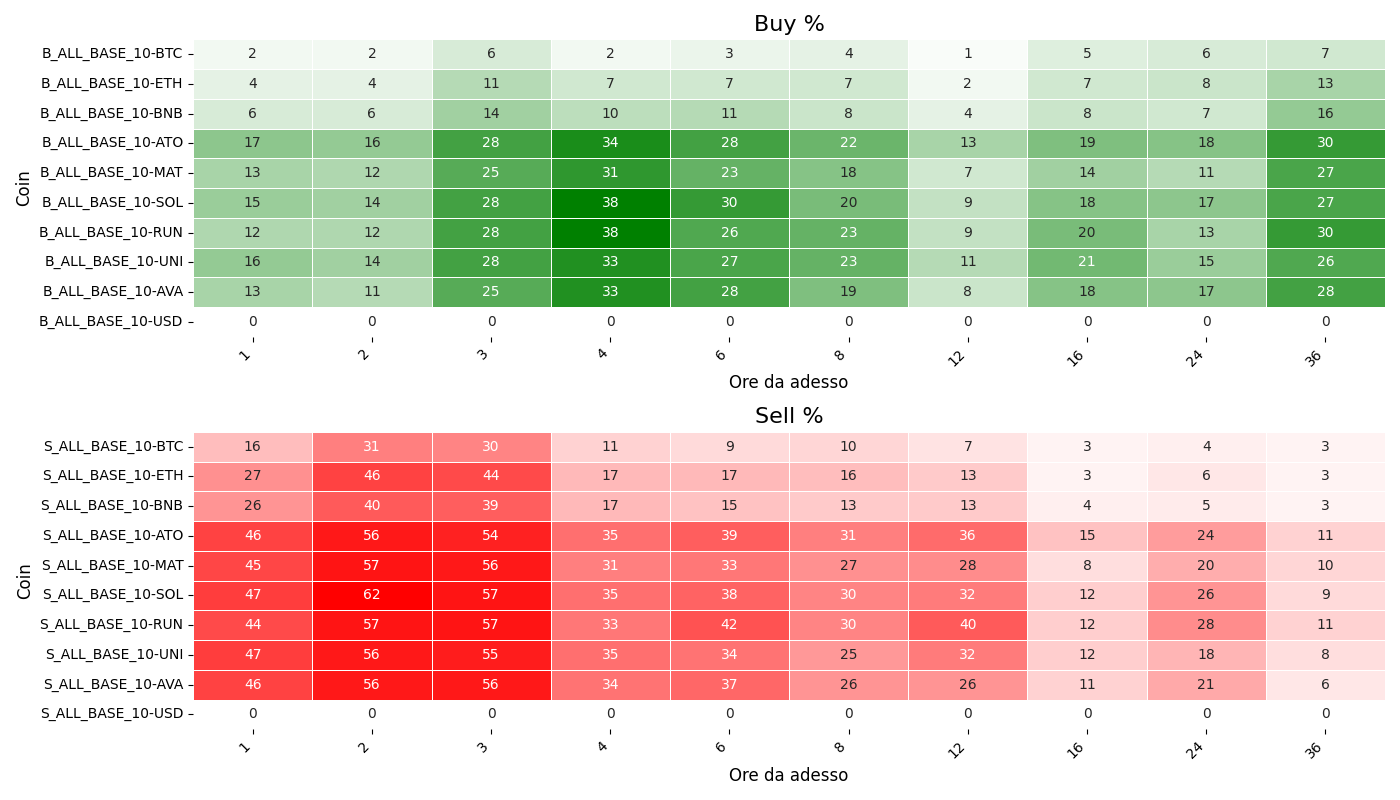 Buy %
Coin
B_ALL_BASE_10-BTC 2 2 6 2 3 4 1 5 6 7
B_ALL_BASE_10-ETH 4 4 11 7 7 7 2 7 8 13
B_ALL_BASE_10-BNB 6 6 14 10 11 8 4 8 7 16
B_ALL_BASE_10-ATO 17 16 28 34 28 22 13 19 18 30
B_ALL_BASE_10-MAT 13 12 25 31 23 18 7 14 11 27
B_ALL_BASE_10-SOL 15 14 28 38 30 20 9 18 17 27
B_ALL_BASE_10-RUN 12 12 28 38 26 23 9 20 13 30
B_ALL_BASE_10-UNI 16 14 28 33 27 23 11 21 15 26
B_ALL_BASE_10-AVA 13 11 25 33 28 19 8 18 17 28
B_ALL_BASE_10-USD 0 0 0 0 0 0 0 0 0 0
1 2 3 4 6 8 12 16 24 36
Ore da adesso
Sell %
Coin
S_ALL_BASE_10-BTC 16 31 30 11 9 10 7 3 4 3
S_ALL_BASE_10-ETH 27 46 44 17 17 16 13 3 6 3
S_ALL_BASE_10-BNB 26 40 39 17 15 13 13 4 5 3
S_ALL_BASE_10-ATO 46 56 54 35 39 31 36 15 24 11
S_ALL_BASE_10-MAT 45 57 56 31 33 27 28 8 20 10
S_ALL_BASE_10-SOL 47 62 57 35 38 30 32 12 26 9
S_ALL_BASE_10-RUN 44 57 57 33 42 30 40 12 28 11
S_ALL_BASE_10-UNI 47 56 55 35 34 25 32 12 18 8
S_ALL_BASE_10-AVA 46 56 56 34 37 26 26 11 21 6
S_ALL_BASE_10-USD 0 0 0 0 0 0 0 0 0 0
1 2 3 4 6 8 12 16 24 36
Ore da adesso